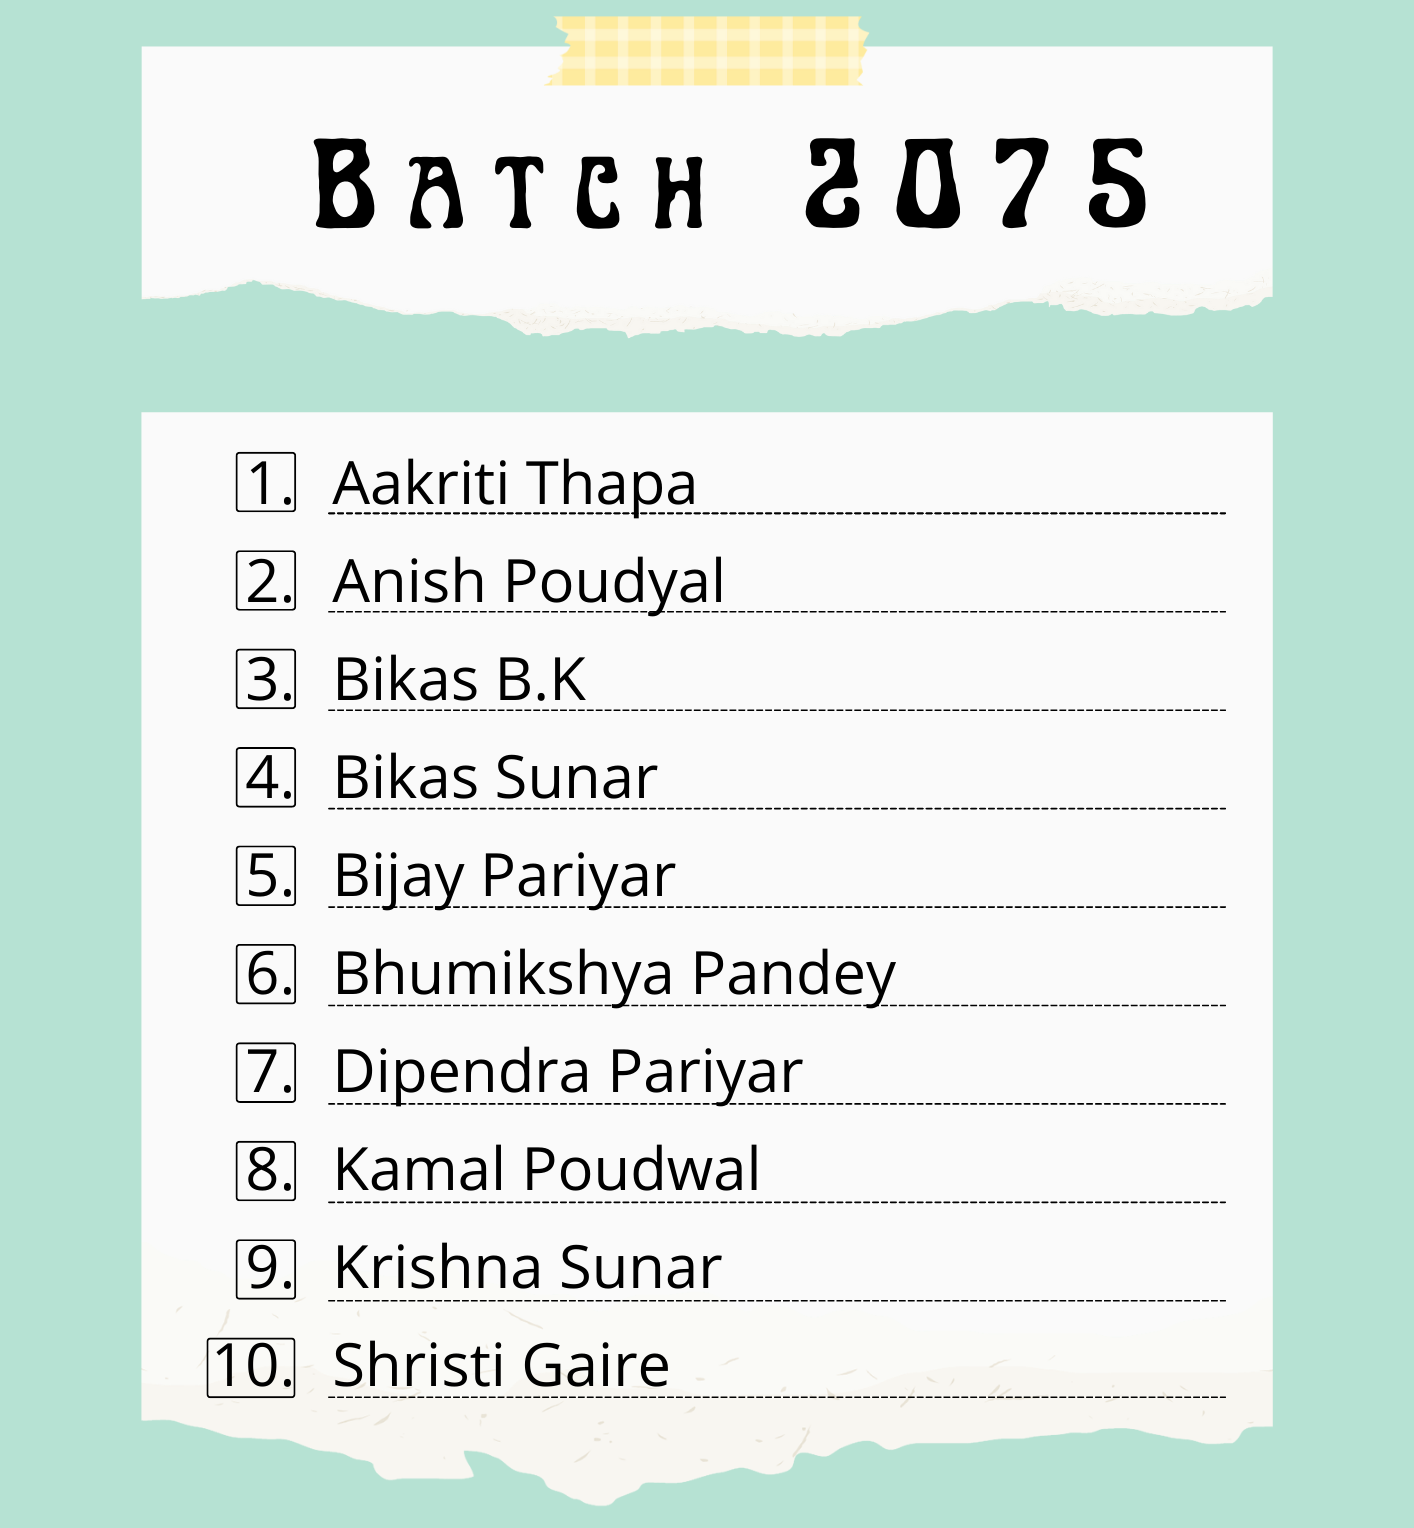 Batch 2075
1. Aakriti Thapa
2. Anish Poudyal
3. Bikas B.K
4. Bikas Sunar
5. Bijay Pariyar
6. Bhumikshya Pandey
7. Dipendra Pariyar
8. Kamal Poudwal
9. Krishna Sunar
10. Shristi Gaire